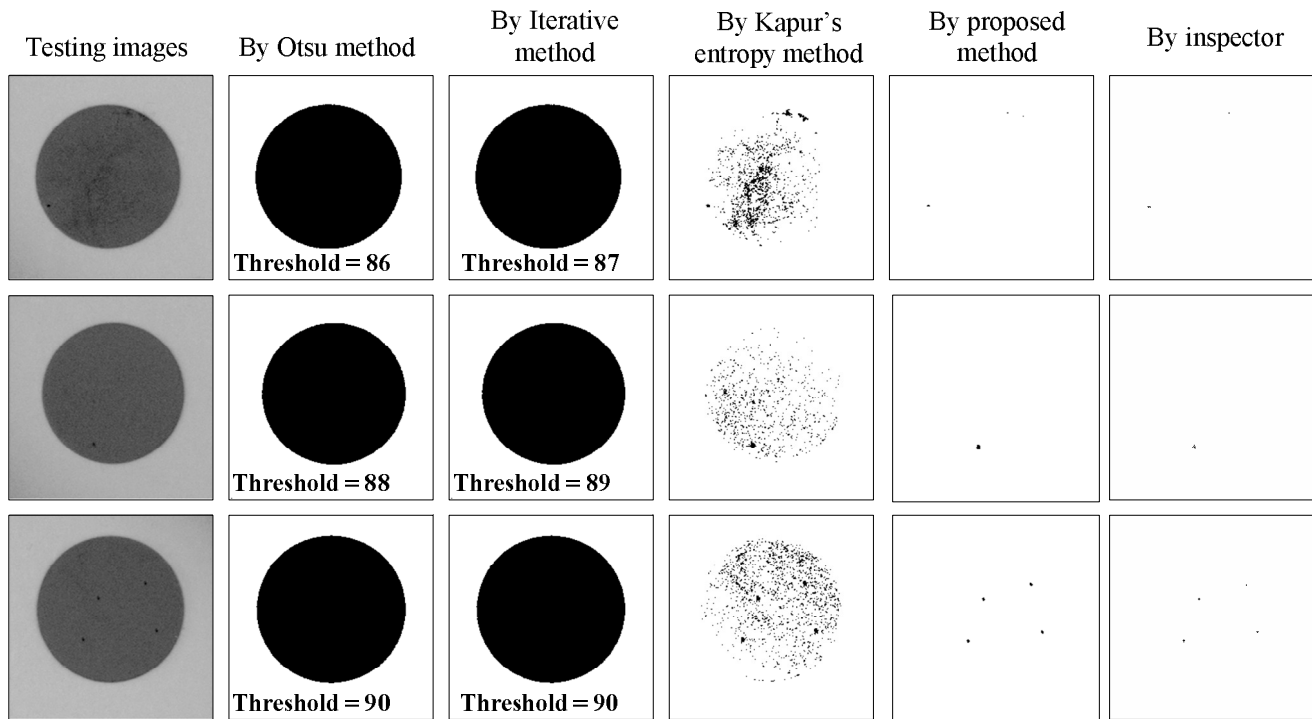 Testing images
By Otsu method
By Iterative
method
By Kapur's
entropy method
By proposed
method
By inspector
Threshold = 86
Threshold = 87
Threshold = 88
Threshold = 89
Threshold = 90
Threshold = 90